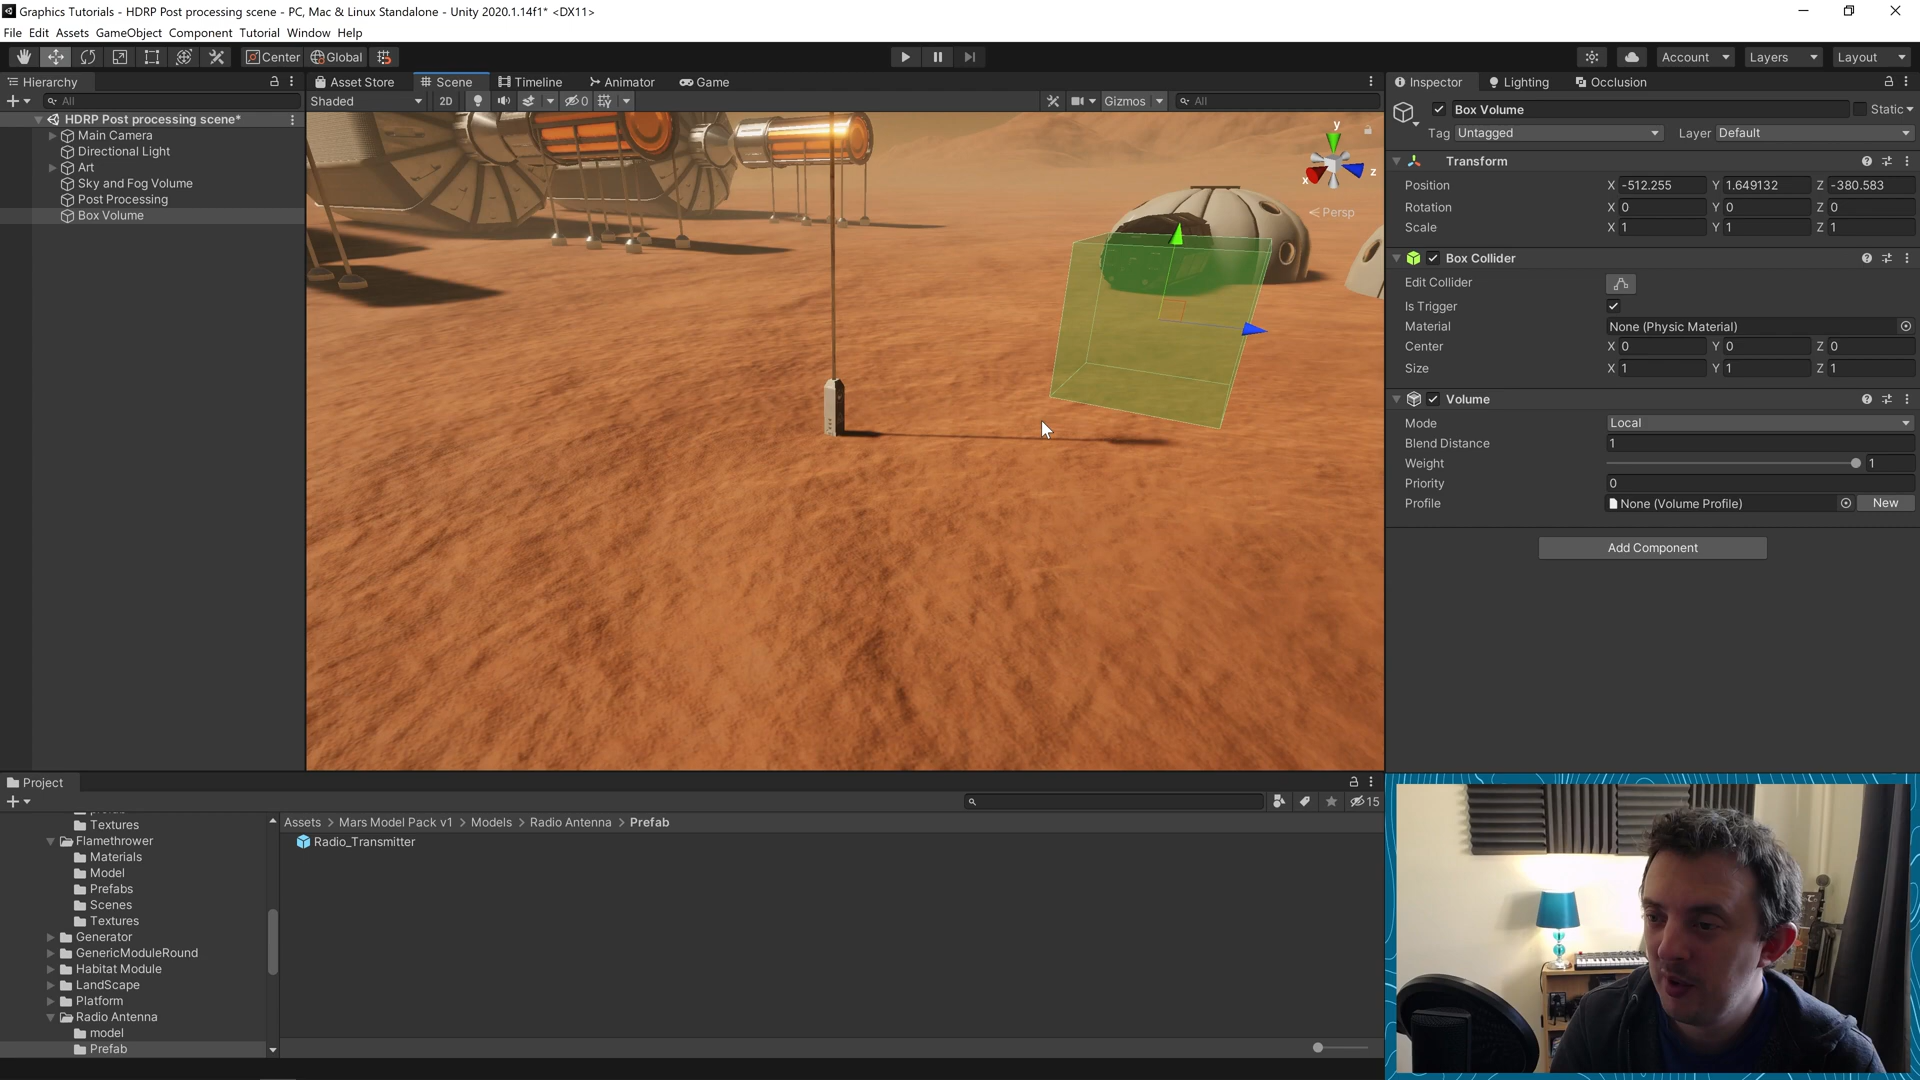 Graphics Tutorials - HDRP Post processing scene - PC, Mac & Linux Standalone - Unity 2020.1.14f1* <DX11>
File Edit Assets GameObject Component Tutorial Window Help
Center Global Account Layers Layout
Hierarchy
All
HDRP Post processing scene*
Main Camera
Directional Light
Art
Sky and Fog Volume
Post Processing
Box Volume
Asset Store Scene Timeline Animator Game
Shaded 2D 0 Gizmos All
y
x z
Persp
Inspector Lighting Occlusion
Box Volume Static
Tag Untagged Layer Default
Transform
Position X -512.255 Y 1.649132 Z -380.583
Rotation X 0 Y 0 Z 0
Scale X 1 Y 1 Z 1
Box Collider
Edit Collider
Is Trigger
Material None (Physic Material)
Center X 0 Y 0 Z 0
Size X 1 Y 1 Z 1
Volume
Mode Local
Blend Distance 1
Weight 1
Priority 0
Profile None (Volume Profile) New
Add Component
Project
15
Textures
Flamethrower
Materials
Model
Prefabs
Scenes
Textures
Generator
GenericModuleRound
Habitat Module
LandScape
Platform
Radio Antenna
model
Prefab
Assets > Mars Model Pack v1 > Models > Radio Antenna > Prefab
Radio_Transmitter